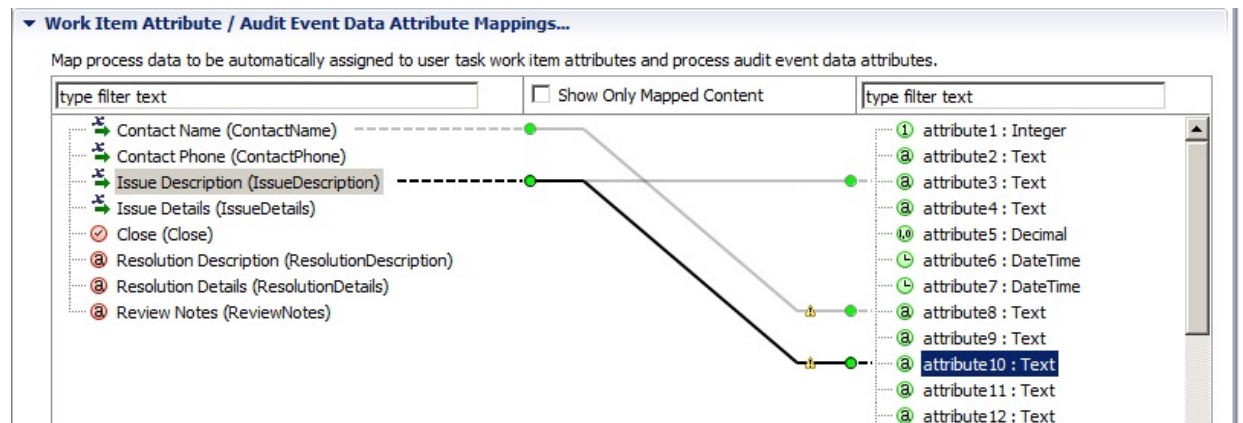 Work Item Attribute / Audit Event Data Attribute Mappings...
Map process data to be automatically assigned to user task work item attributes and process audit event data attributes.
type filter text
Show Only Mapped Content
type filter text
Contact Name (ContactName)
Contact Phone (ContactPhone)
Issue Description (IssueDescription)
Issue Details (IssueDetails)
Close (Close)
Resolution Description (ResolutionDescription)
Resolution Details (ResolutionDetails)
Review Notes (ReviewNotes)
attribute1 : Integer
attribute2 : Text
attribute3 : Text
attribute4 : Text
attribute5 : Decimal
attribute6 : DateTime
attribute7 : DateTime
attribute8 : Text
attribute9 : Text
attribute10 : Text
attribute11 : Text
attribute12 : Text